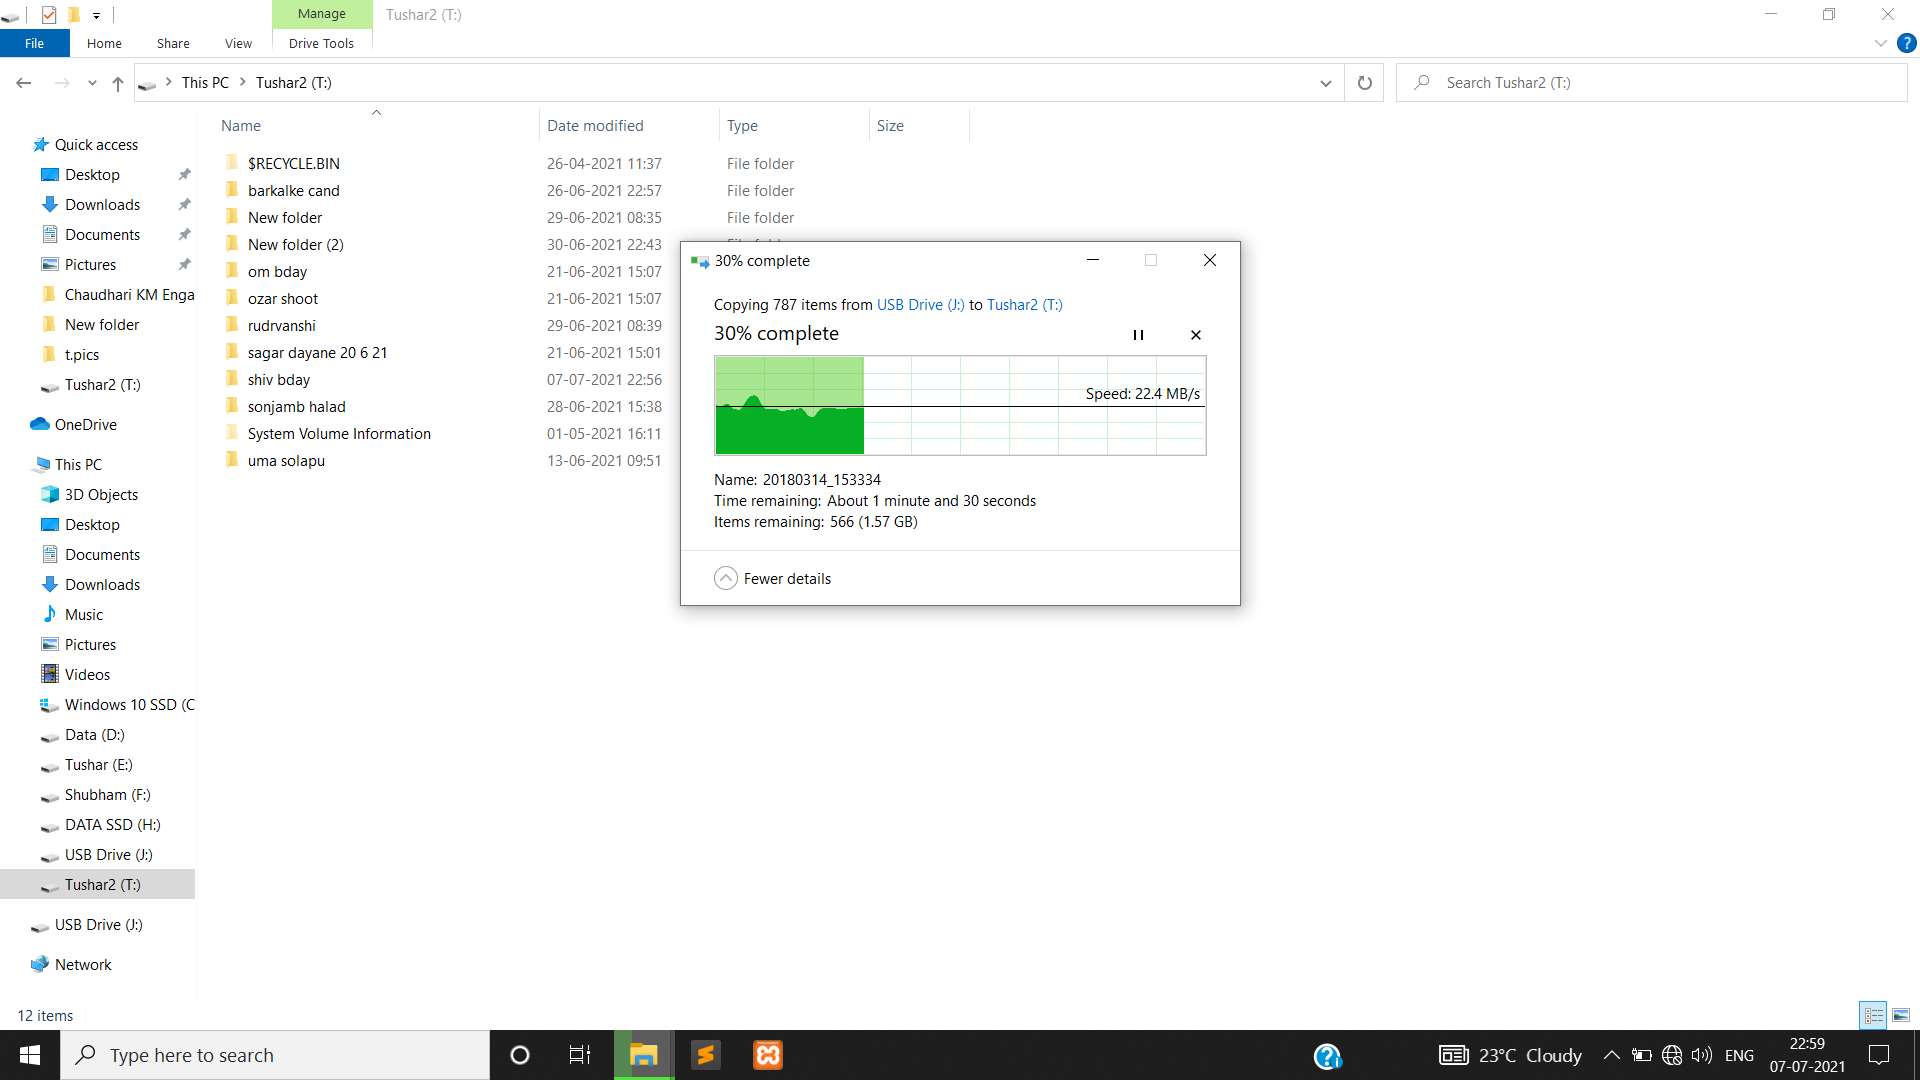 Manage
Tushar2 (T:)
File
Home
Share
View
Drive Tools
This PC > Tushar2 (T:)
Search Tushar2 (T:)
Name
Date modified
Type
Size
Quick access
Desktop
Downloads
Documents
Pictures
Chaudhari KM Enga
New folder
t.pics
Tushar2 (T:)
OneDrive
This PC
3D Objects
Desktop
Documents
Downloads
Music
Pictures
Videos
Windows 10 SSD (C
Data (D:)
Tushar (E:)
Shubham (F:)
DATA SSD (H:)
USB Drive (J:)
Tushar2 (T:)
USB Drive (J:)
Network
$RECYCLE.BIN 26-04-2021 11:37 File folder
barkalke cand 26-06-2021 22:57 File folder
New folder 29-06-2021 08:35 File folder
New folder (2) 30-06-2021 22:43
om bday 21-06-2021 15:07
ozar shoot 21-06-2021 15:07
rudrvanshi 29-06-2021 08:39
sagar dayane 20 6 21 21-06-2021 15:01
shiv bday 07-07-2021 22:56
sonjamb halad 28-06-2021 15:38
System Volume Information 01-05-2021 16:11
uma solapu 13-06-2021 09:51
30% complete
Copying 787 items from USB Drive (J:) to Tushar2 (T:)
30% complete
Speed: 22.4 MB/s
Name: 20180314_153334
Time remaining: About 1 minute and 30 seconds
Items remaining: 566 (1.57 GB)
Fewer details
12 items
Type here to search
23°C Cloudy
ENG
22:59
07-07-2021